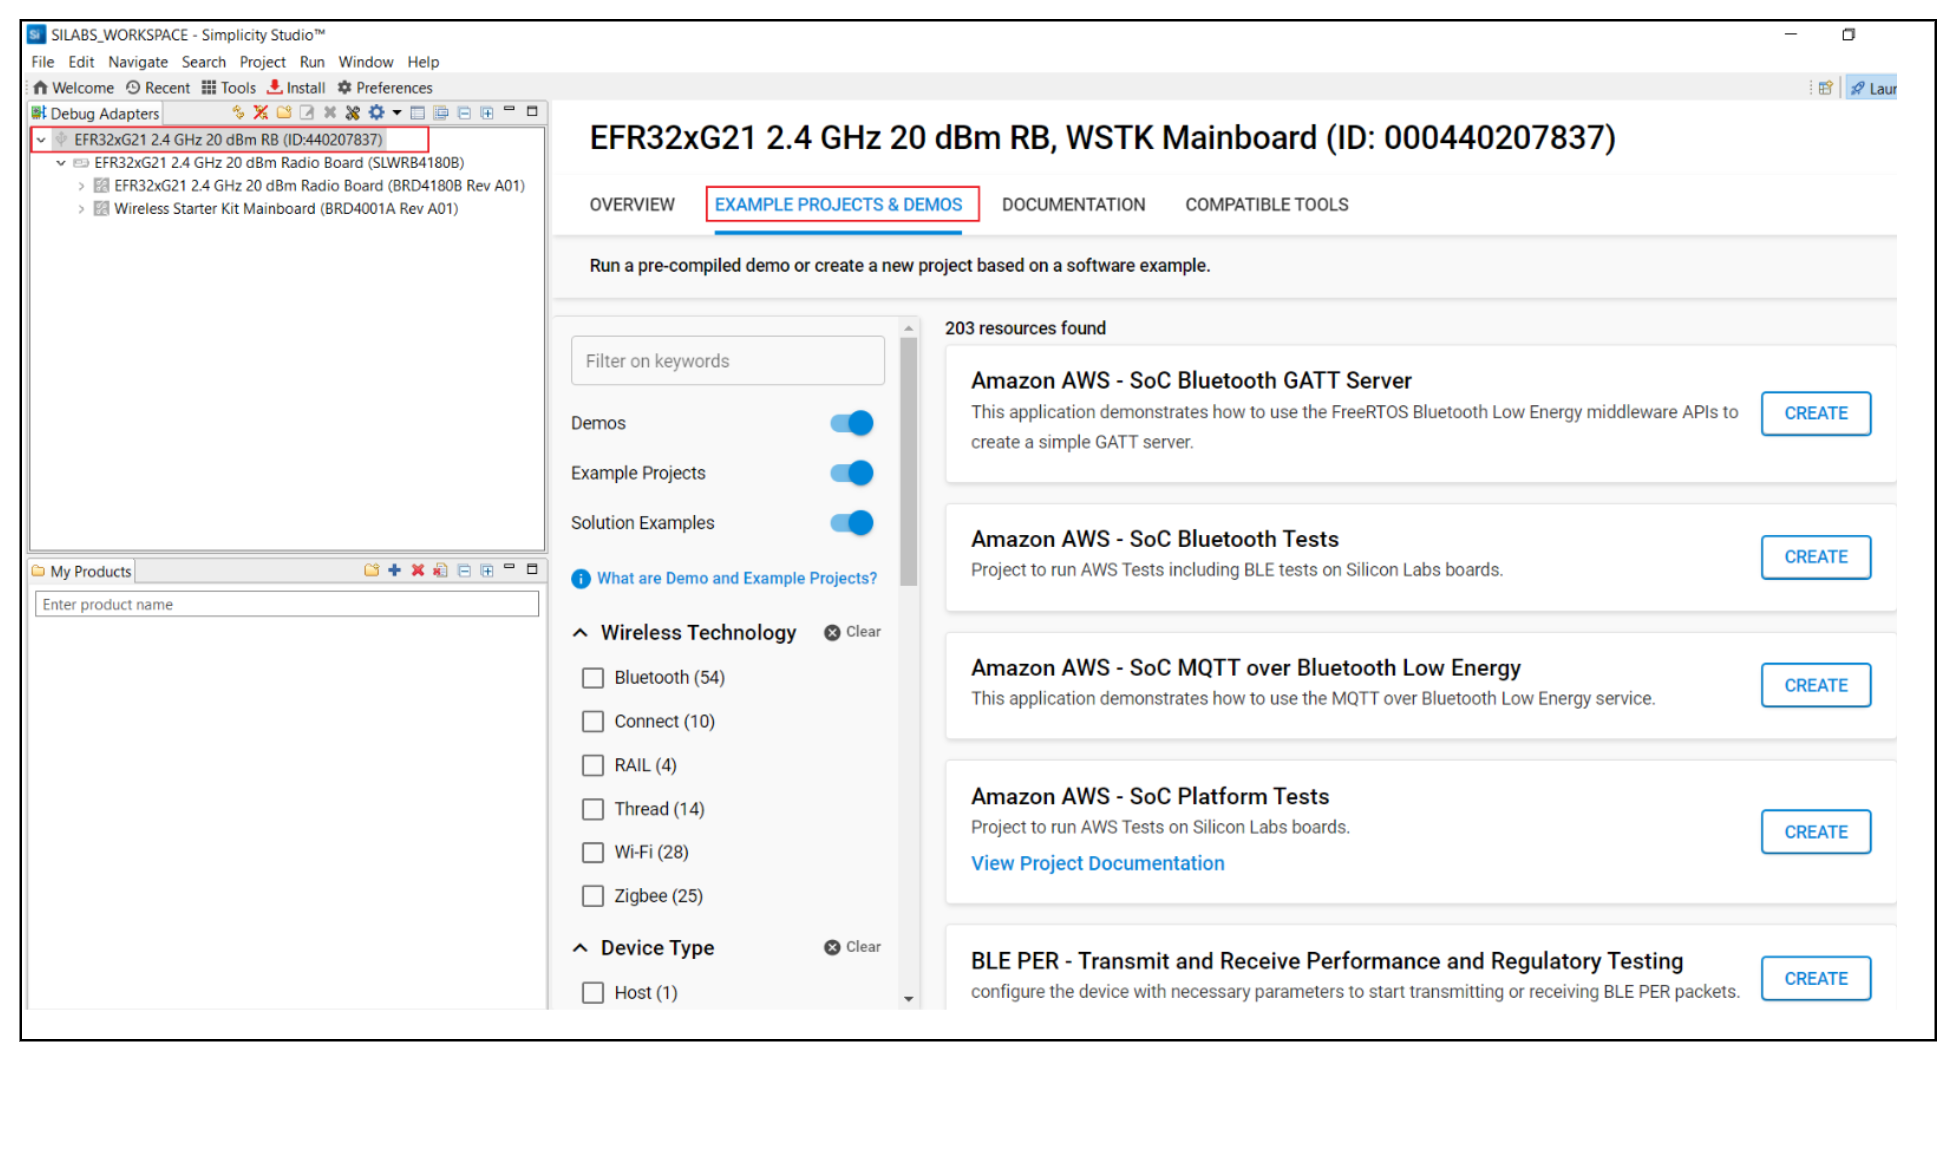 SILABS_WORKSPACE - Simplicity Studio™
File Edit Navigate Search Project Run Window Help
Welcome Recent Tools Install Preferences
Laur
Debug Adapters
EFR32xG21 2.4 GHz 20 dBm RB (ID:440207837)
EFR32xG21 2.4 GHz 20 dBm Radio Board (SLWRB4180B)
EFR32xG21 2.4 GHz 20 dBm Radio Board (BRD4180B Rev A01)
Wireless Starter Kit Mainboard (BRD4001A Rev A01)
My Products
Enter product name
EFR32xG21 2.4 GHz 20 dBm RB, WSTK Mainboard (ID: 000440207837)
OVERVIEW EXAMPLE PROJECTS & DEMOS DOCUMENTATION COMPATIBLE TOOLS
Run a pre-compiled demo or create a new project based on a software example.
Filter on keywords
Demos
Example Projects
Solution Examples
What are Demo and Example Projects?
Wireless Technology Clear
Bluetooth (54)
Connect (10)
RAIL (4)
Thread (14)
Wi-Fi (28)
Zigbee (25)
Device Type Clear
Host (1)
203 resources found
Amazon AWS - SoC Bluetooth GATT Server
This application demonstrates how to use the FreeRTOS Bluetooth Low Energy middleware APIs to
create a simple GATT server.
CREATE
Amazon AWS - SoC Bluetooth Tests
Project to run AWS Tests including BLE tests on Silicon Labs boards.
CREATE
Amazon AWS - SoC MQTT over Bluetooth Low Energy
This application demonstrates how to use the MQTT over Bluetooth Low Energy service.
CREATE
Amazon AWS - SoC Platform Tests
Project to run AWS Tests on Silicon Labs boards.
View Project Documentation
CREATE
BLE PER - Transmit and Receive Performance and Regulatory Testing
configure the device with necessary parameters to start transmitting or receiving BLE PER packets.
CREATE